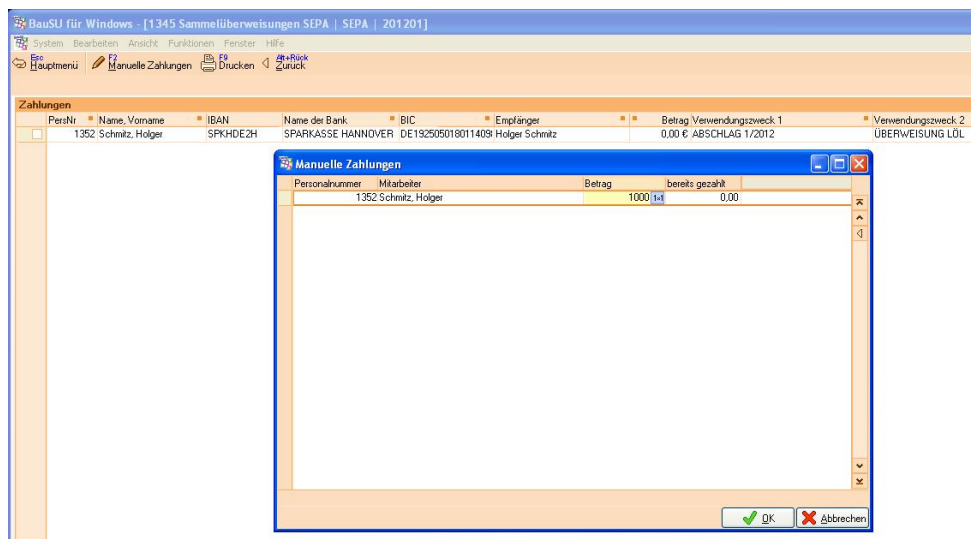 BauSU für Windows - [1345 Sammelüberweisungen SEPA | SEPA | 201201]
System Bearbeiten Ansicht Funktionen Fenster Hilfe
Esc F2 F9 Alt+Rück
Hauptmenü Manuelle Zahlungen Drucken Zurück
Zahlungen
PersNr Name, Vorname IBAN Name der Bank BIC Empfänger Betrag Verwendungszweck 1 Verwendungszweck 2
1352 Schmitz, Holger SPKHDE2H SPARKASSE HANNOVER Holger Schmitz 0,00 € ABSCHLAG 1/2012 ÜBERWEISUNG LÖL
Manuelle Zahlungen
Personalnummer Mitarbeiter Betrag bereits gezahlt
1352 Schmitz, Holger 1000 1×1 0,00
OK Abbrechen